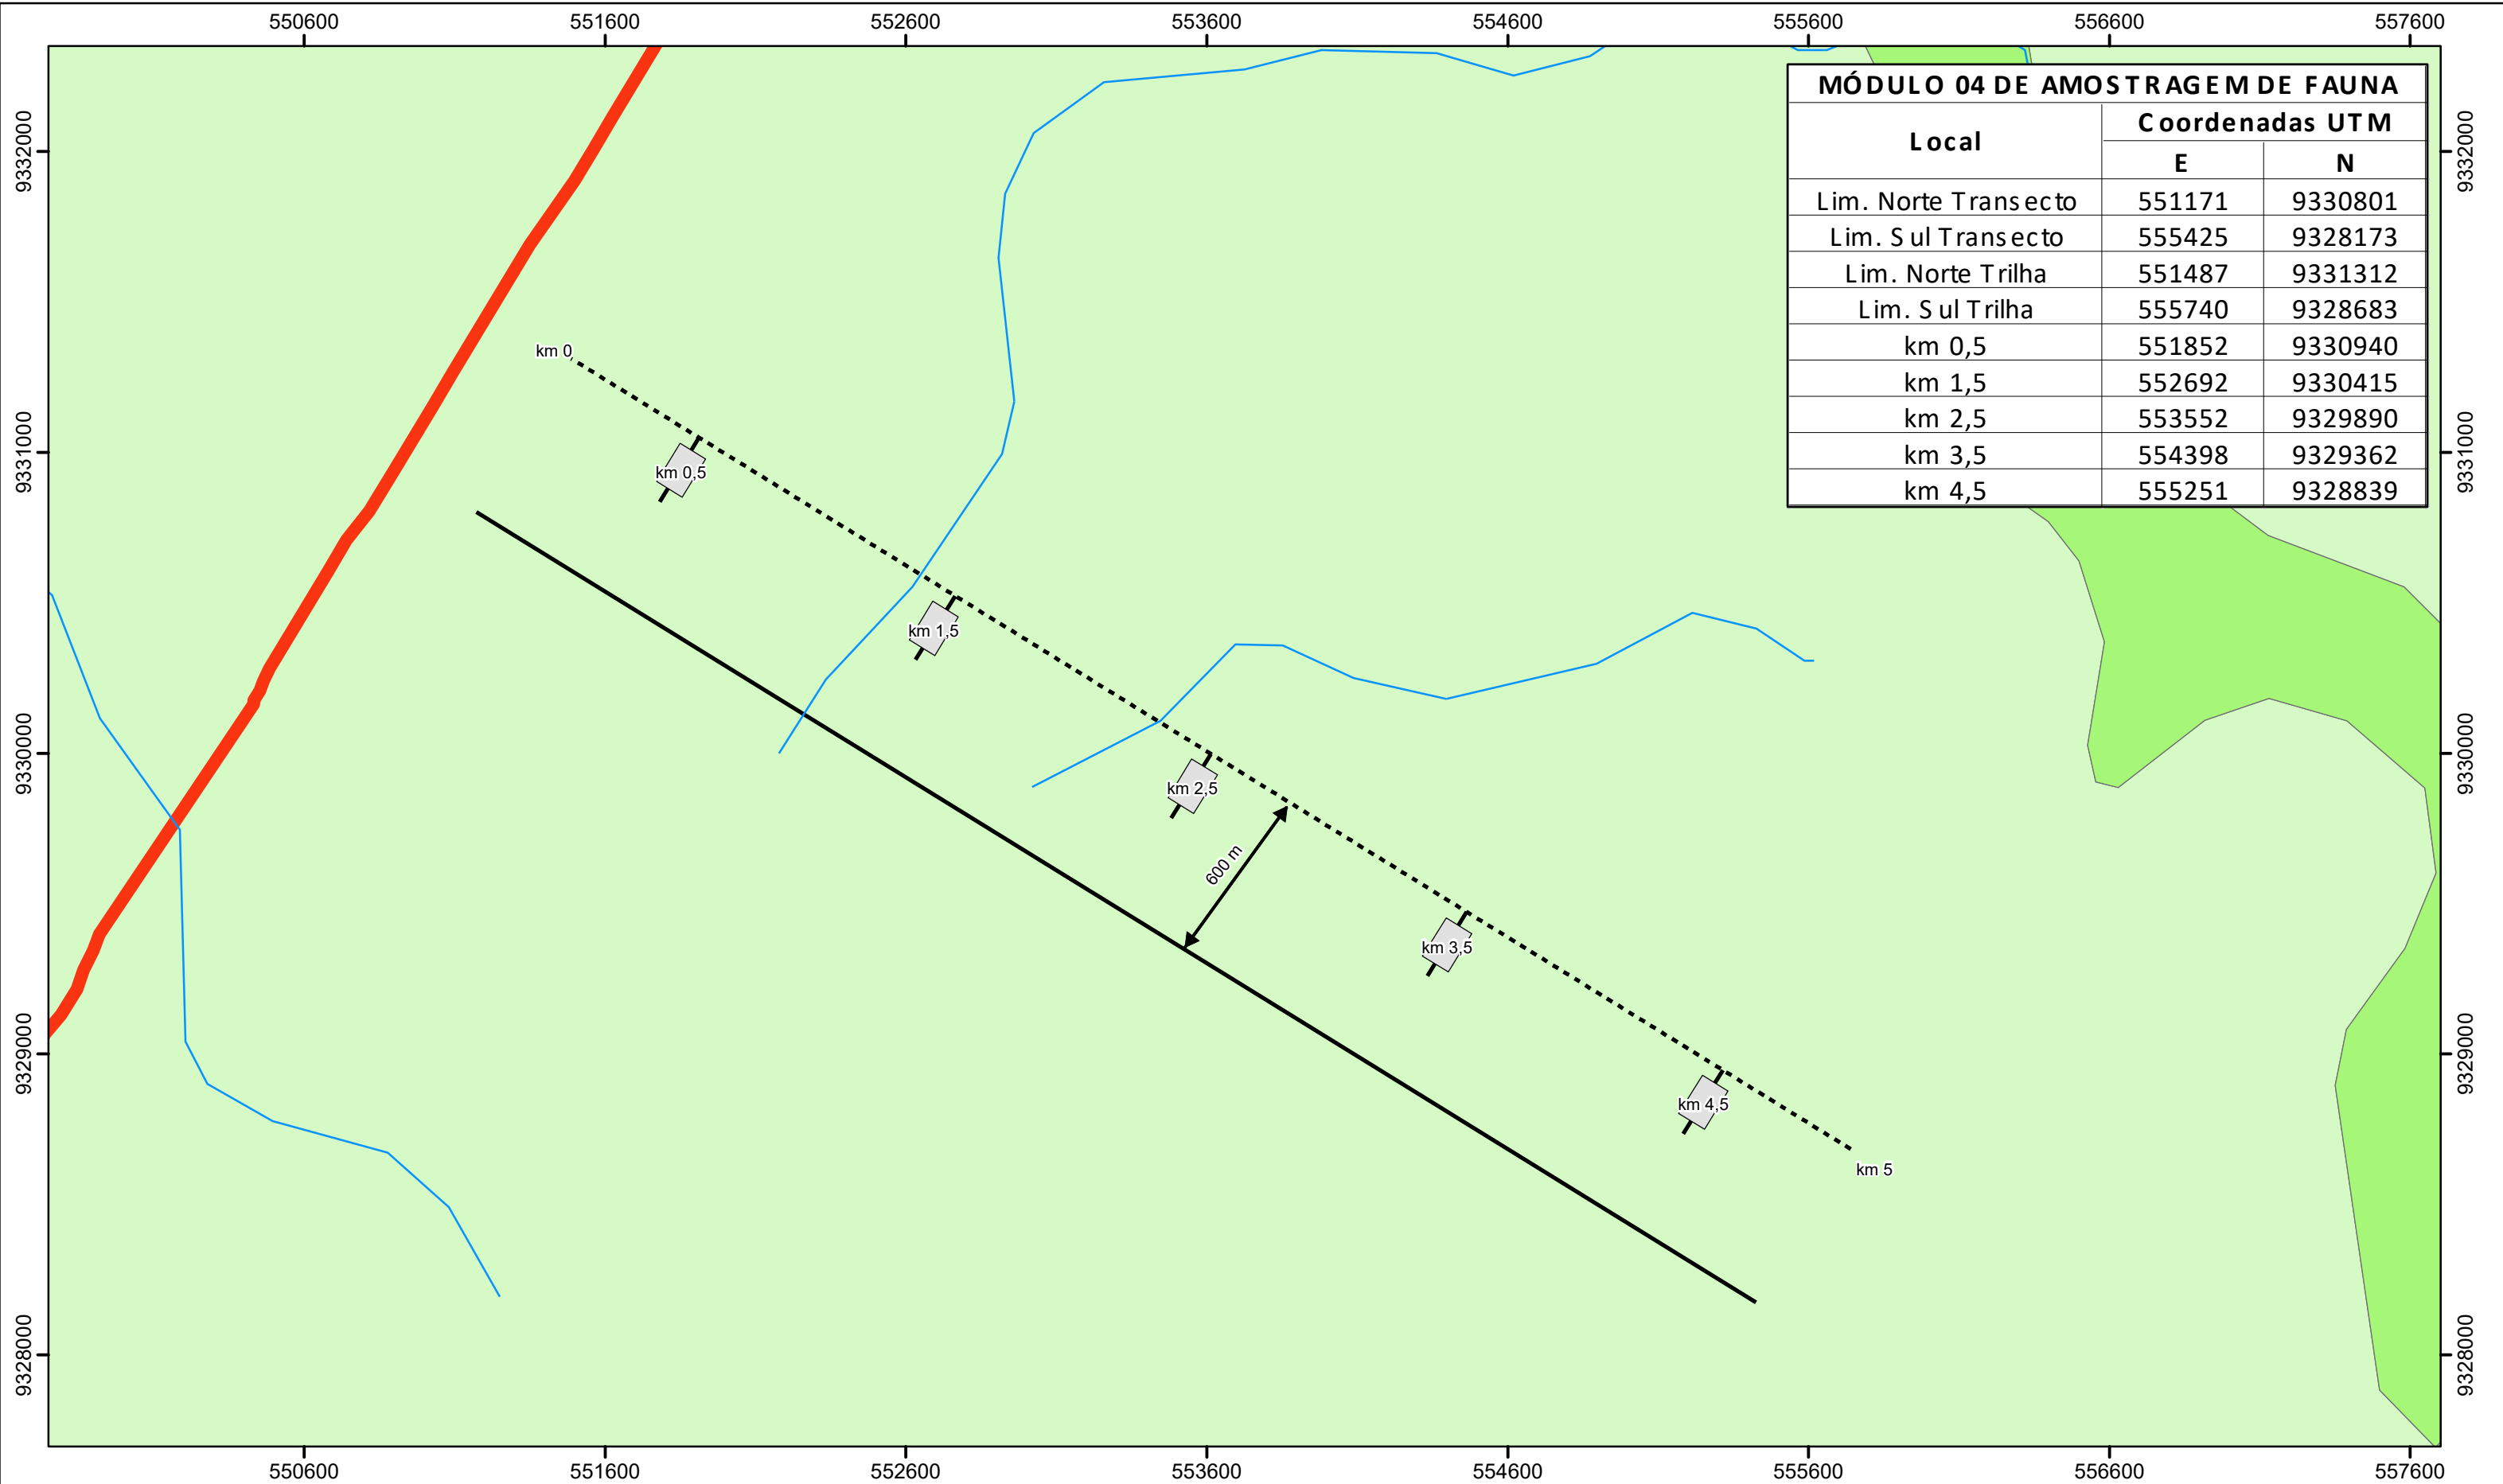 550600 551600 552600 553600 554600 555600 556600 557600
MÓDULO 04 DE AMOSTRAGEM DE FAUNA
Local Coordenadas UTM
E N
Lim. Norte Transecto 551171 9330801
Lim. Sul Transecto 555425 9328173
Lim. Norte Trilha 551487 9331312
Lim. Sul Trilha 555740 9328683
km 0,5 551852 9330940
km 1,5 552692 9330415
km 2,5 553552 9329890
km 3,5 554398 9329362
km 4,5 555251 9328839
9332000 9332000
km 0
9331000 9331000
km 0,5
km 1,5
9330000 9330000
km 2,5
600 m
km 3,5
9329000 9329000
km 4,5
km 5
9328000 9328000
550600 551600 552600 553600 554600 555600 556600 557600